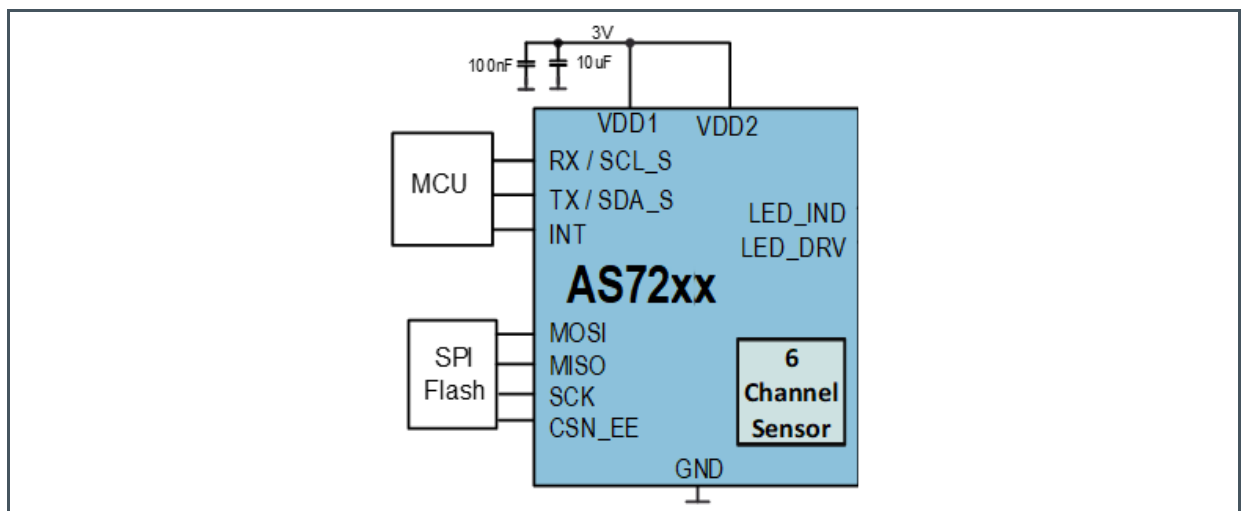 3V
100nF
10uF
VDD1
VDD2
MCU
RX / SCL_S
TX / SDA_S
INT
LED_IND
LED_DRV
AS72xx
SPI
Flash
MOSI
MISO
SCK
CSN_EE
6
Channel
Sensor
GND